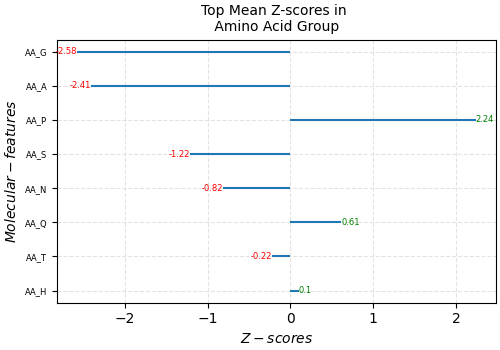 Top Mean Z-scores in
Amino Acid Group
AA_G
-2.58
AA_A
-2.41
AA_P
2.24
AA_S
-1.22
AA_N
-0.82
AA_Q
0.61
AA_T
-0.22
AA_H
0.1
Molecular − features
−2 −1 0 1 2
Z − scores